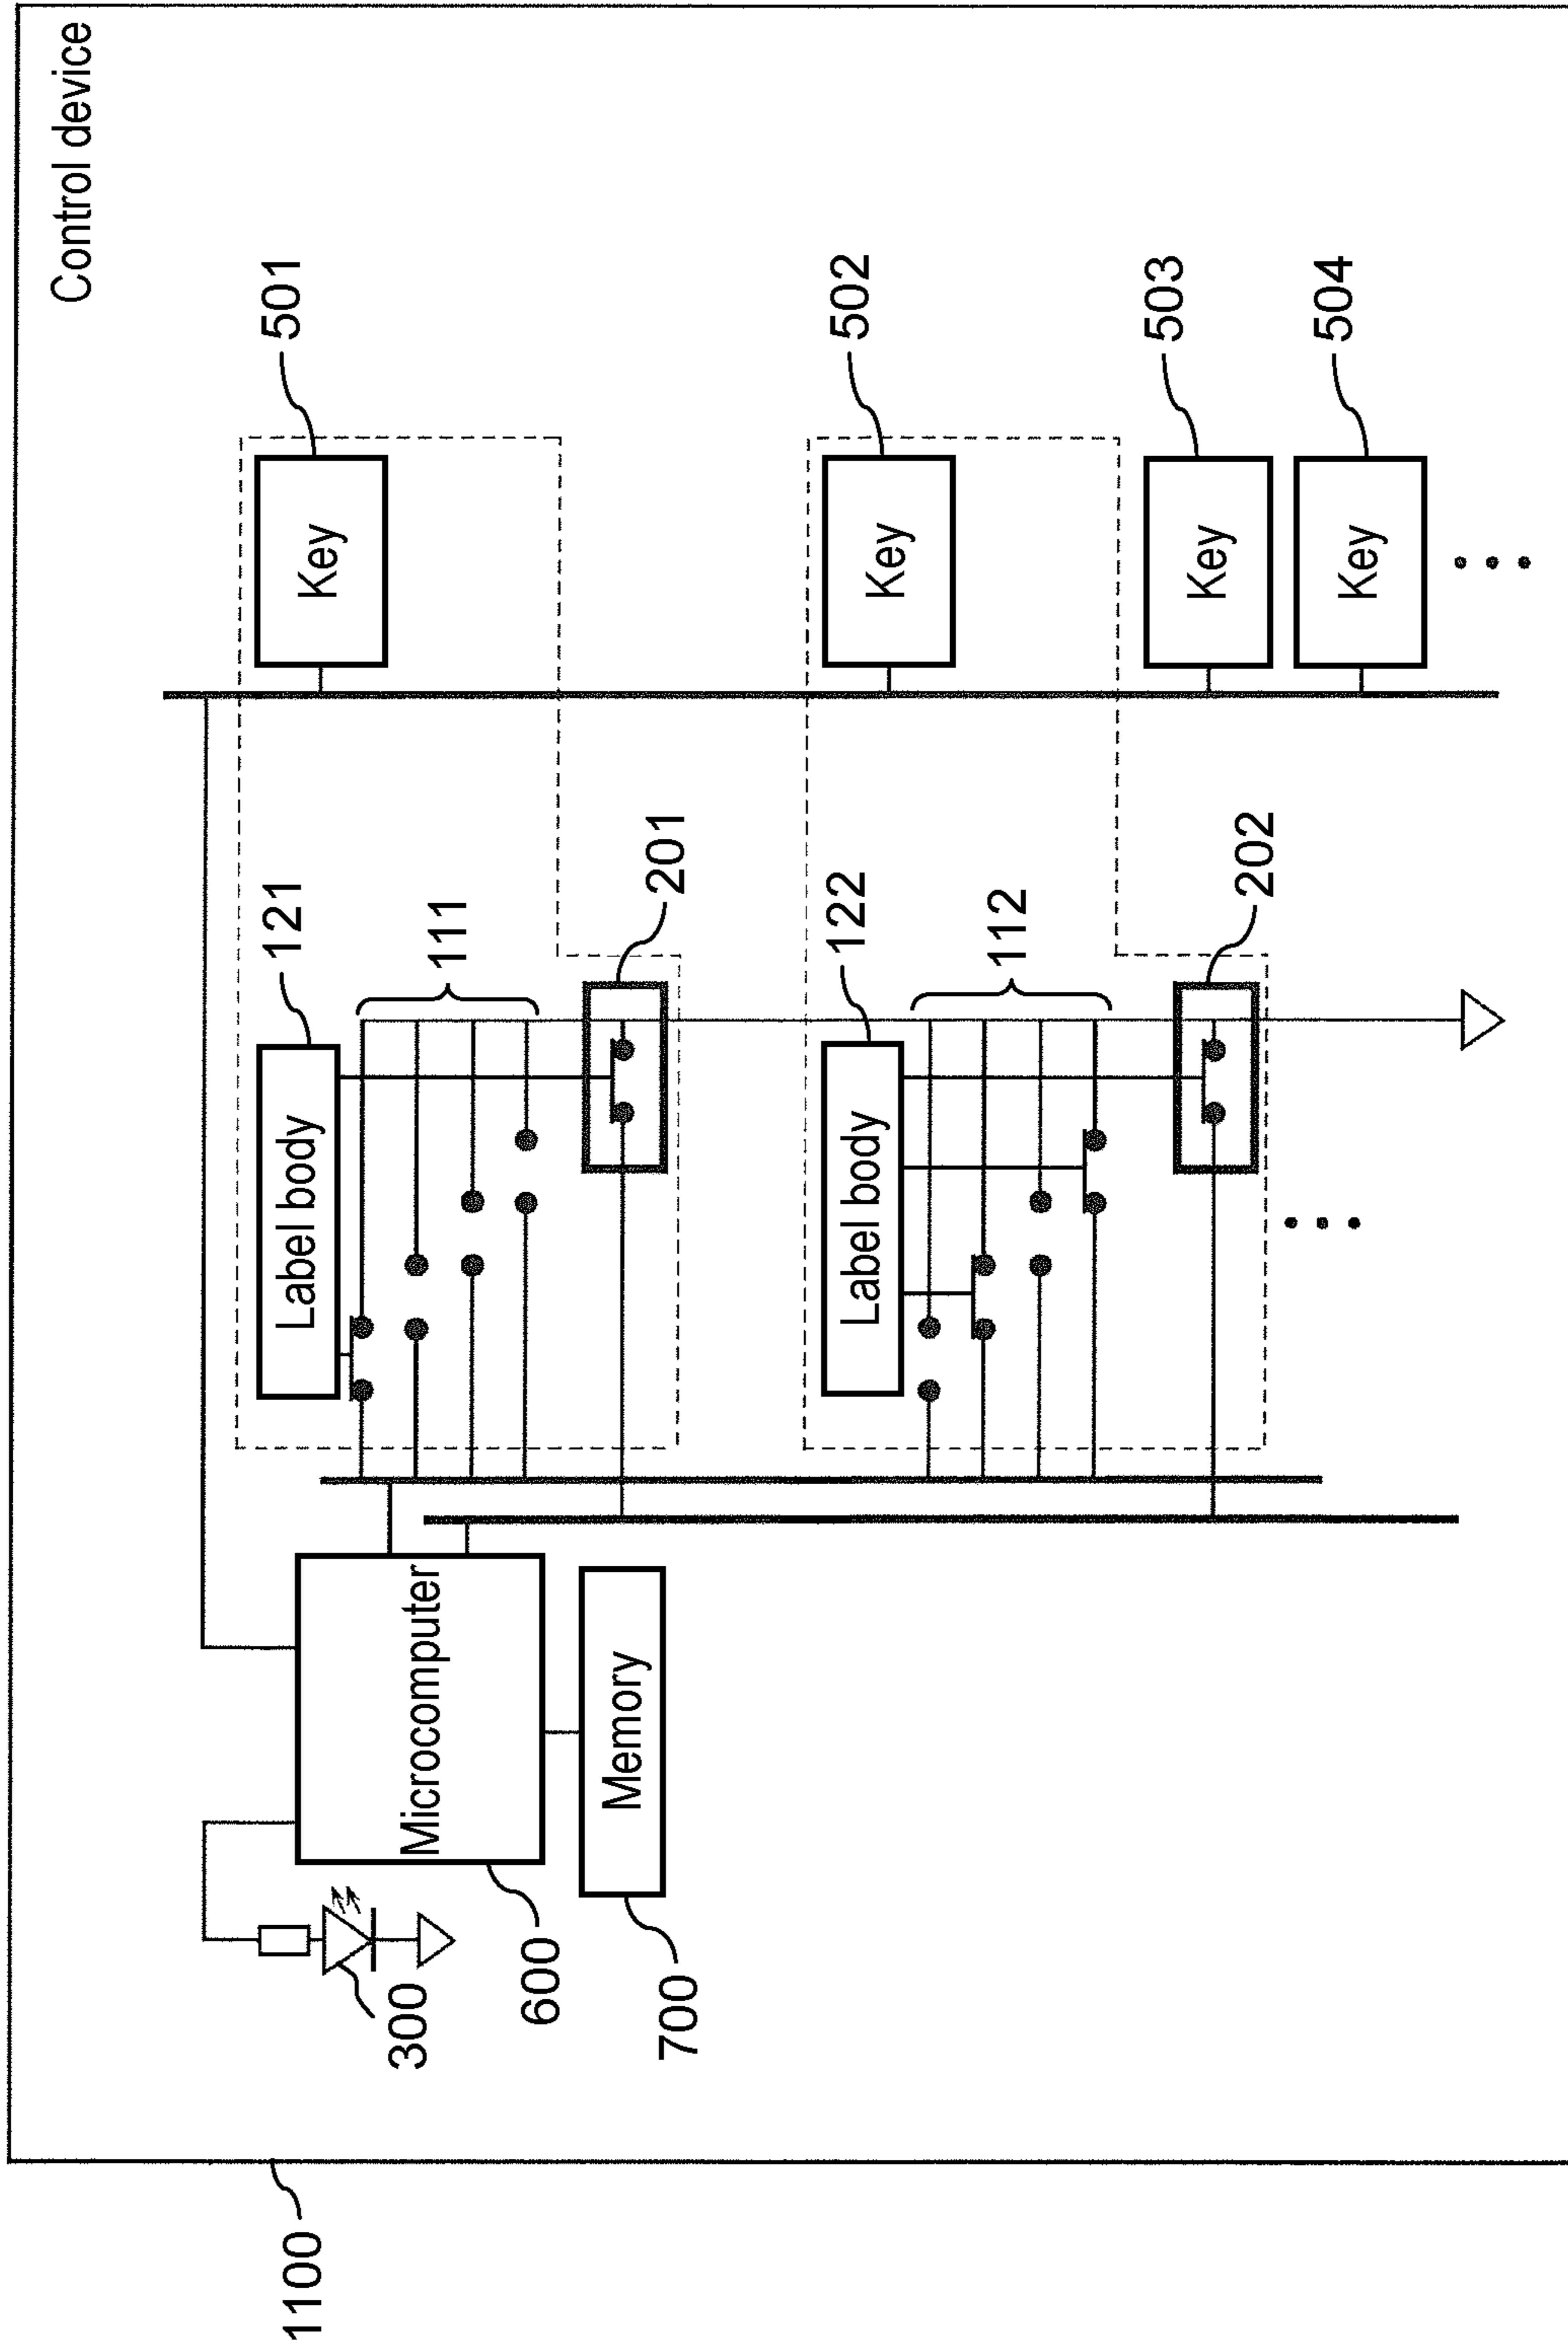 Control device
1100
300
600
Microcomputer
700
Memory
Label body
121
111
201
Key
501
Label body
122
112
202
Key
502
Key
503
Key
504